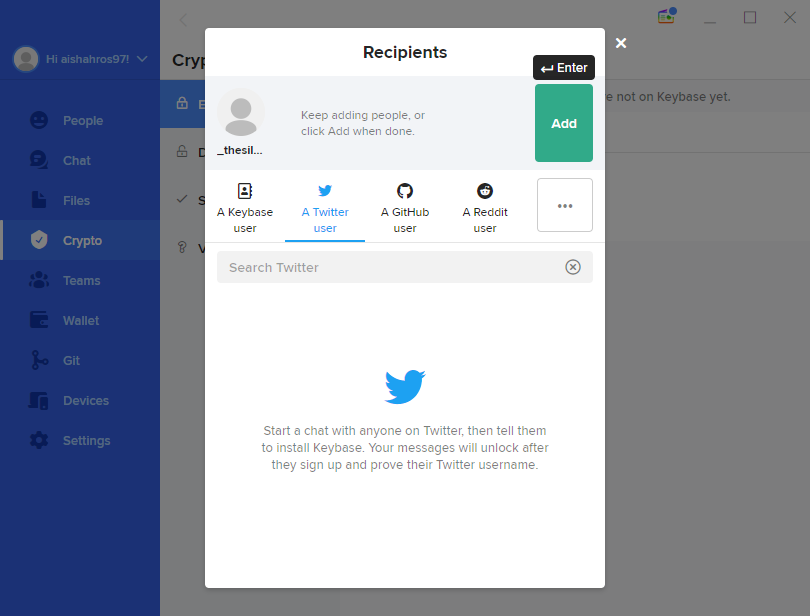 Hi aishahros97!
People
Chat
Files
Crypto
Teams
Wallet
Git
Devices
Settings
Recipients
Enter
Keep adding people, or
click Add when done.
Add
_thesil...
A Keybase
user
A Twitter
user
A GitHub
user
A Reddit
user
Search Twitter
Start a chat with anyone on Twitter, then tell them
to install Keybase. Your messages will unlock after
they sign up and prove their Twitter username.
not on Keybase yet.